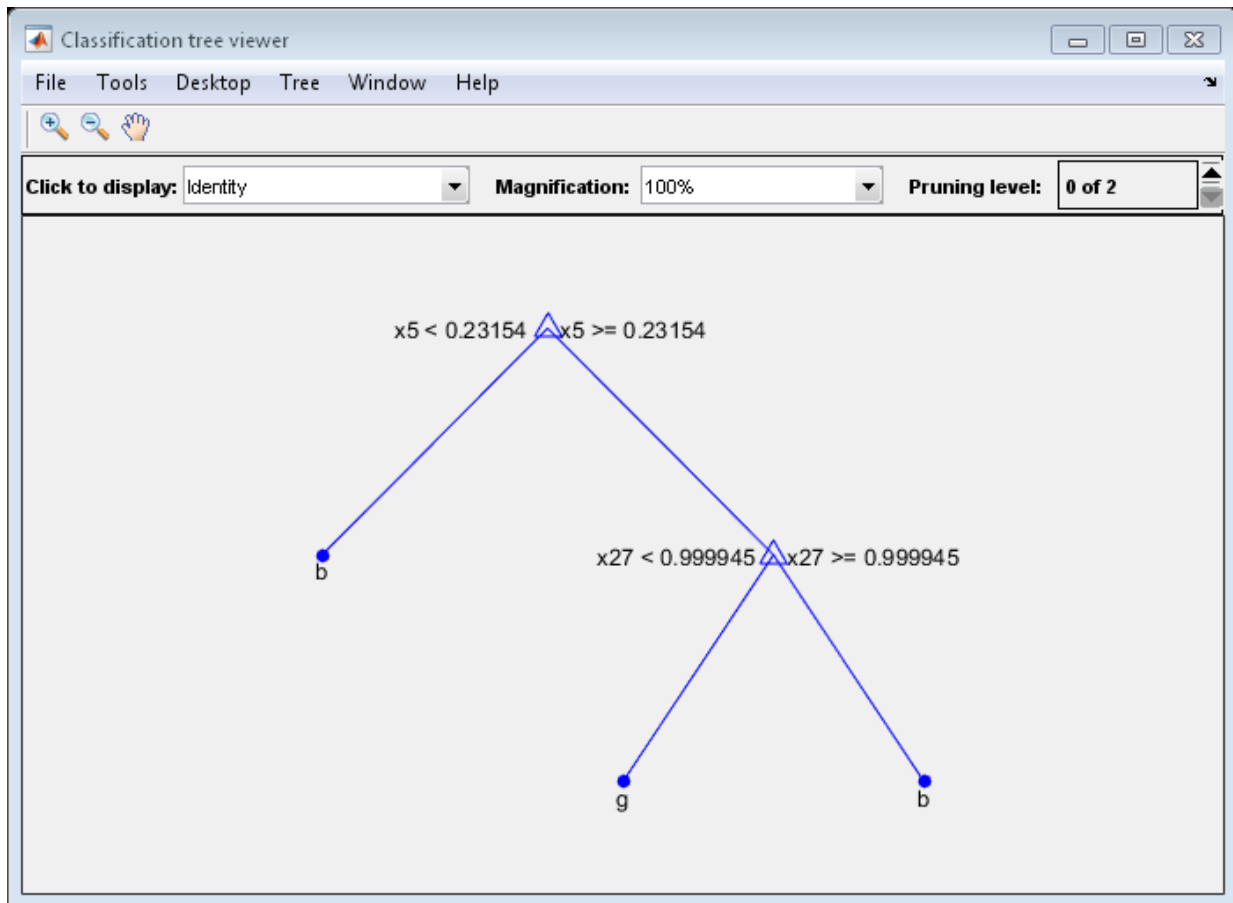 Classification tree viewer
File Tools Desktop Tree Window Help
Click to display: Identity Magnification: 100% Pruning level: 0 of 2
x5 < 0.23154 x5 >= 0.23154
b
x27 < 0.999945 x27 >= 0.999945
g
b